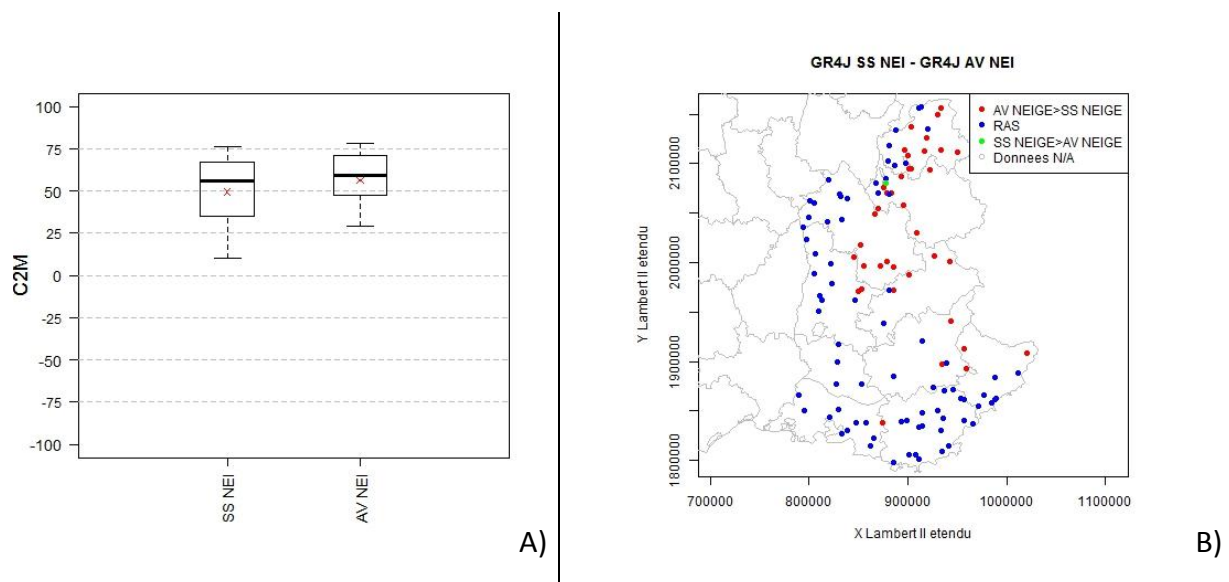 100
75
50
25
0
-25
-50
-75
-100
C2M
SS NEI
AV NEI
A)
GR4J SS NEI - GR4J AV NEI
AV NEIGE>SS NEIGE
RAS
SS NEIGE>AV NEIGE
Donnees N/A
2100000
2000000
1900000
1800000
Y Lambert II etendu
700000 800000 900000 1000000 1100000
X Lambert II etendu
B)